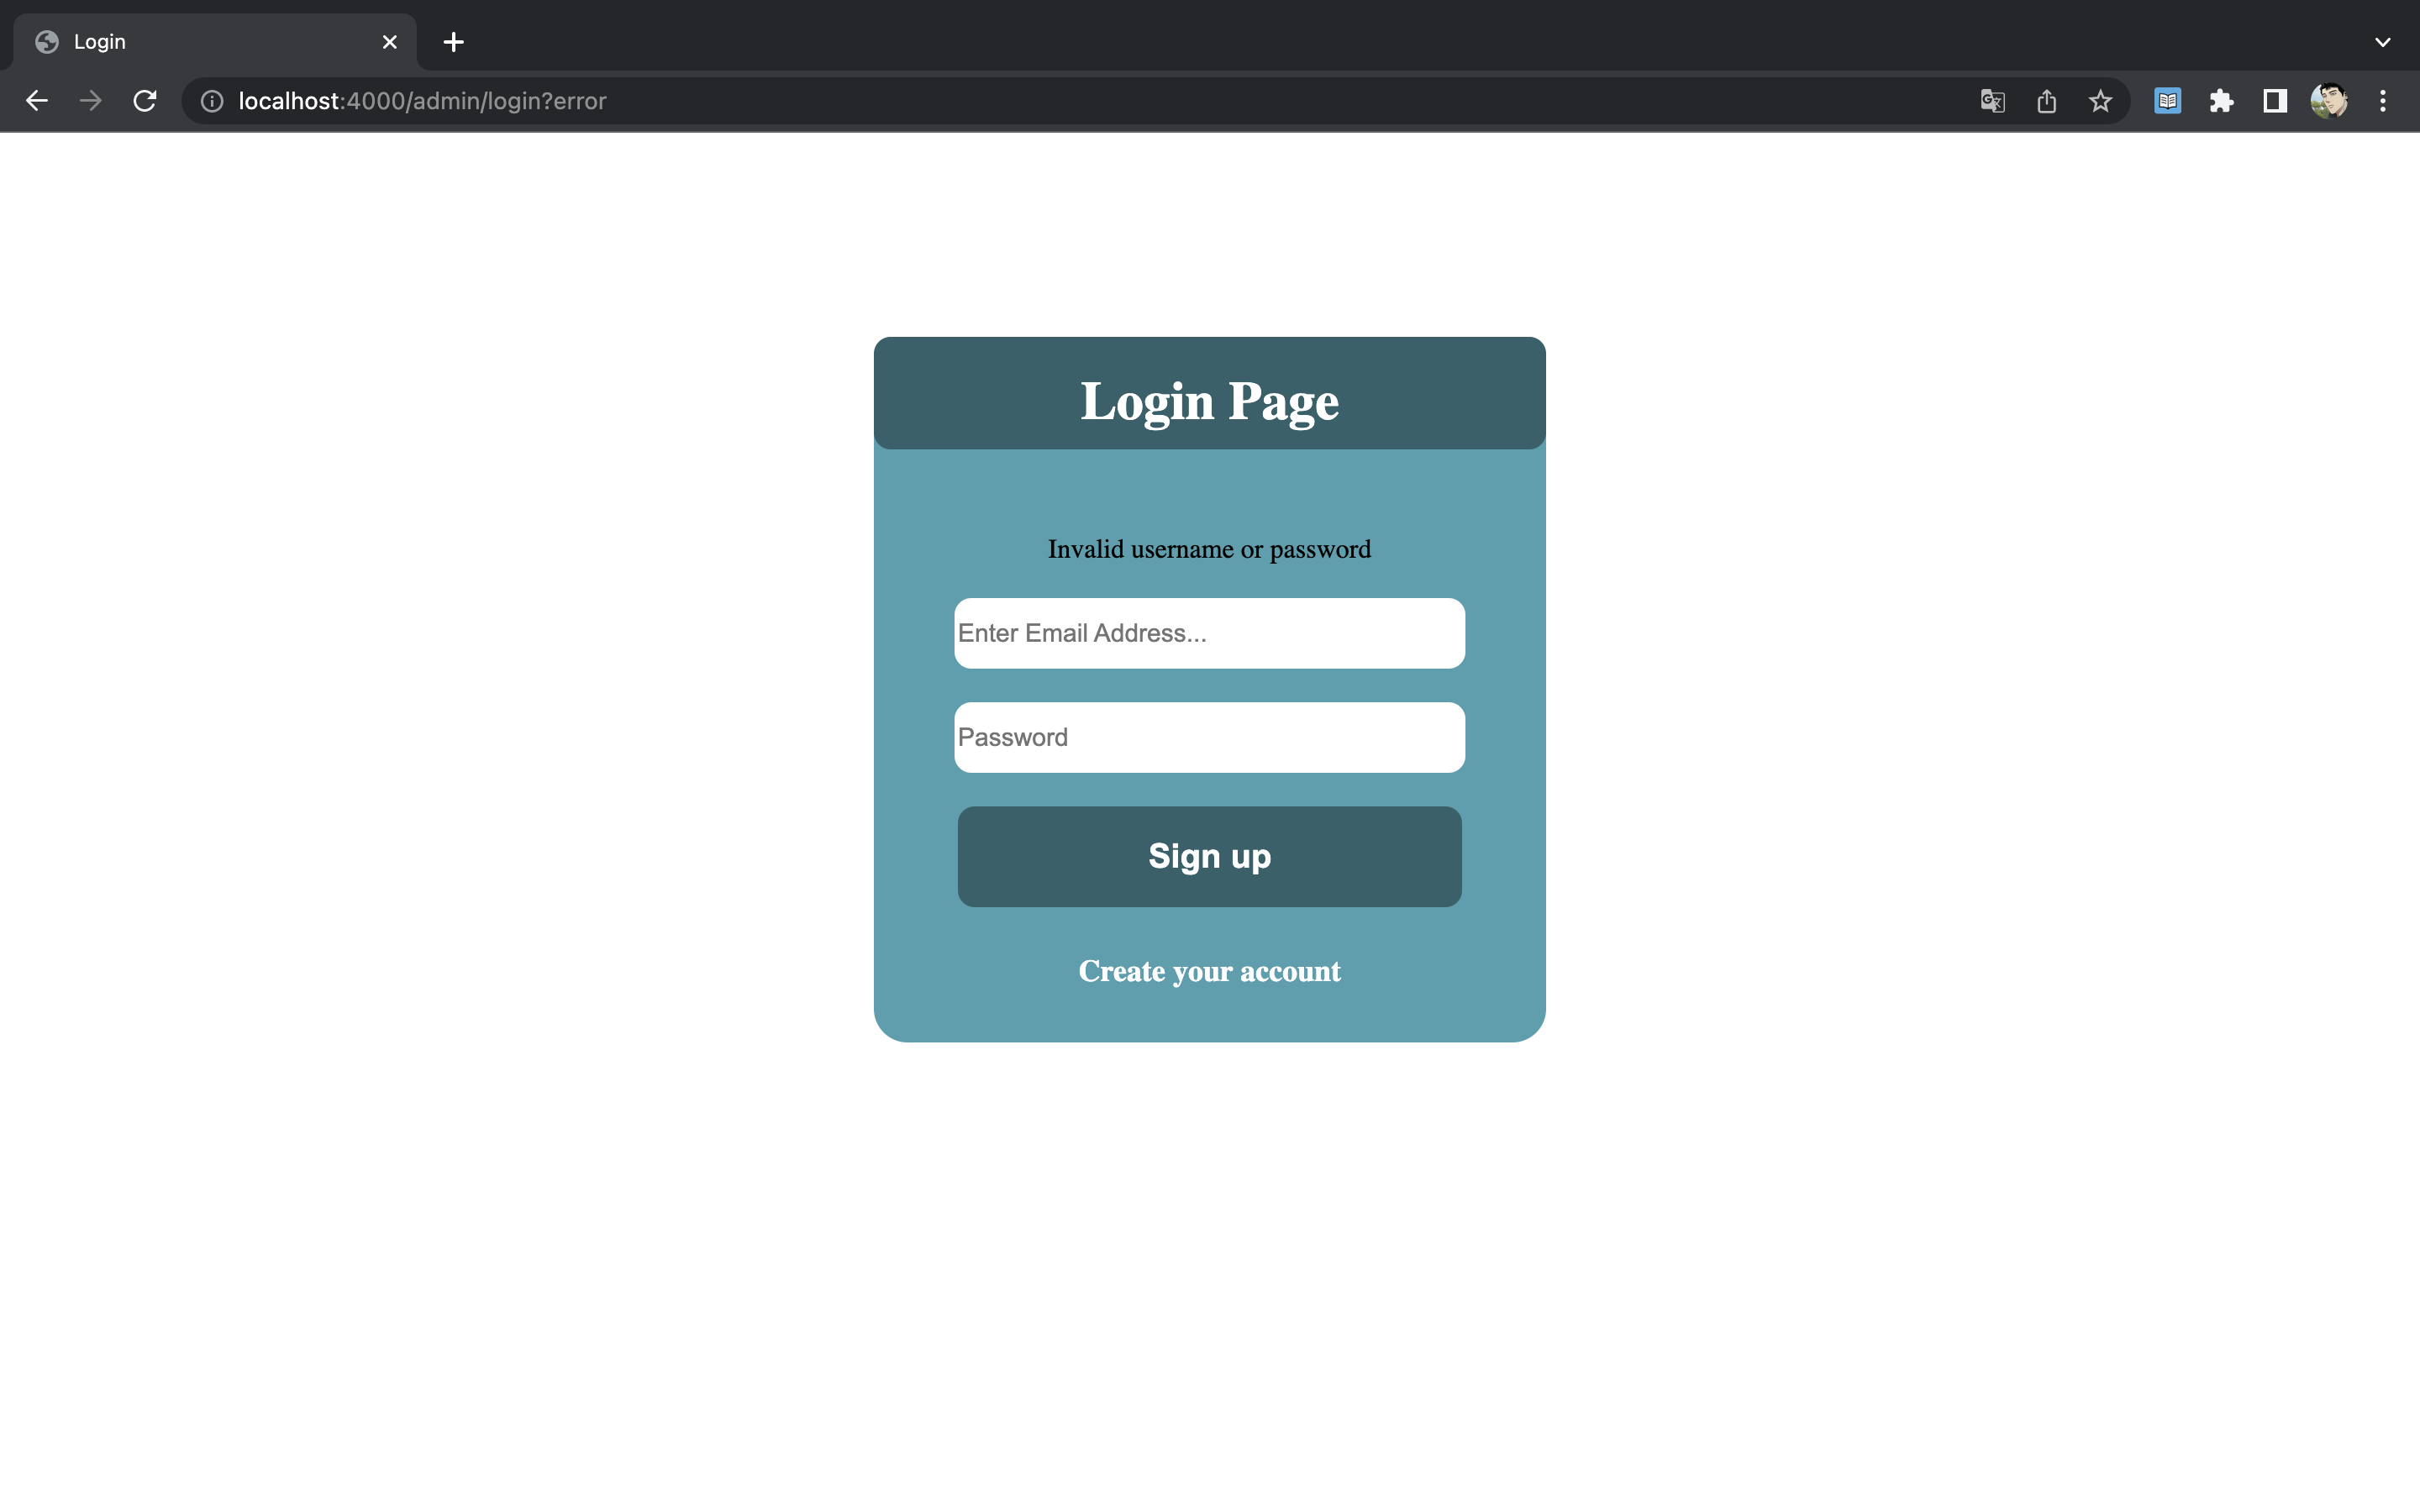 Login
localhost:4000/admin/login?error
Login Page
Invalid username or password
Enter Email Address...
Password
Sign up
Create your account